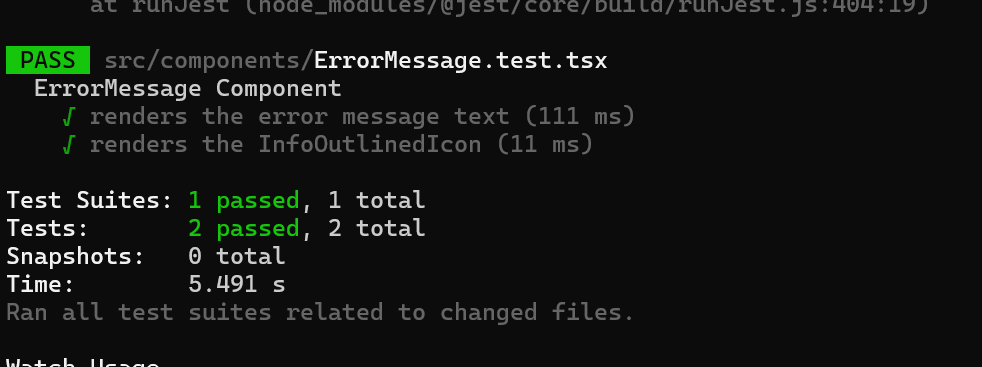 at runJest (node_modules/@jest/core/build/runJest.js:404:19)
PASS src/components/ErrorMessage.test.tsx
ErrorMessage Component
√ renders the error message text (111 ms)
√ renders the InfoOutlinedIcon (11 ms)
Test Suites: 1 passed, 1 total
Tests: 2 passed, 2 total
Snapshots: 0 total
Time: 5.491 s
Ran all test suites related to changed files.
Watch Usage